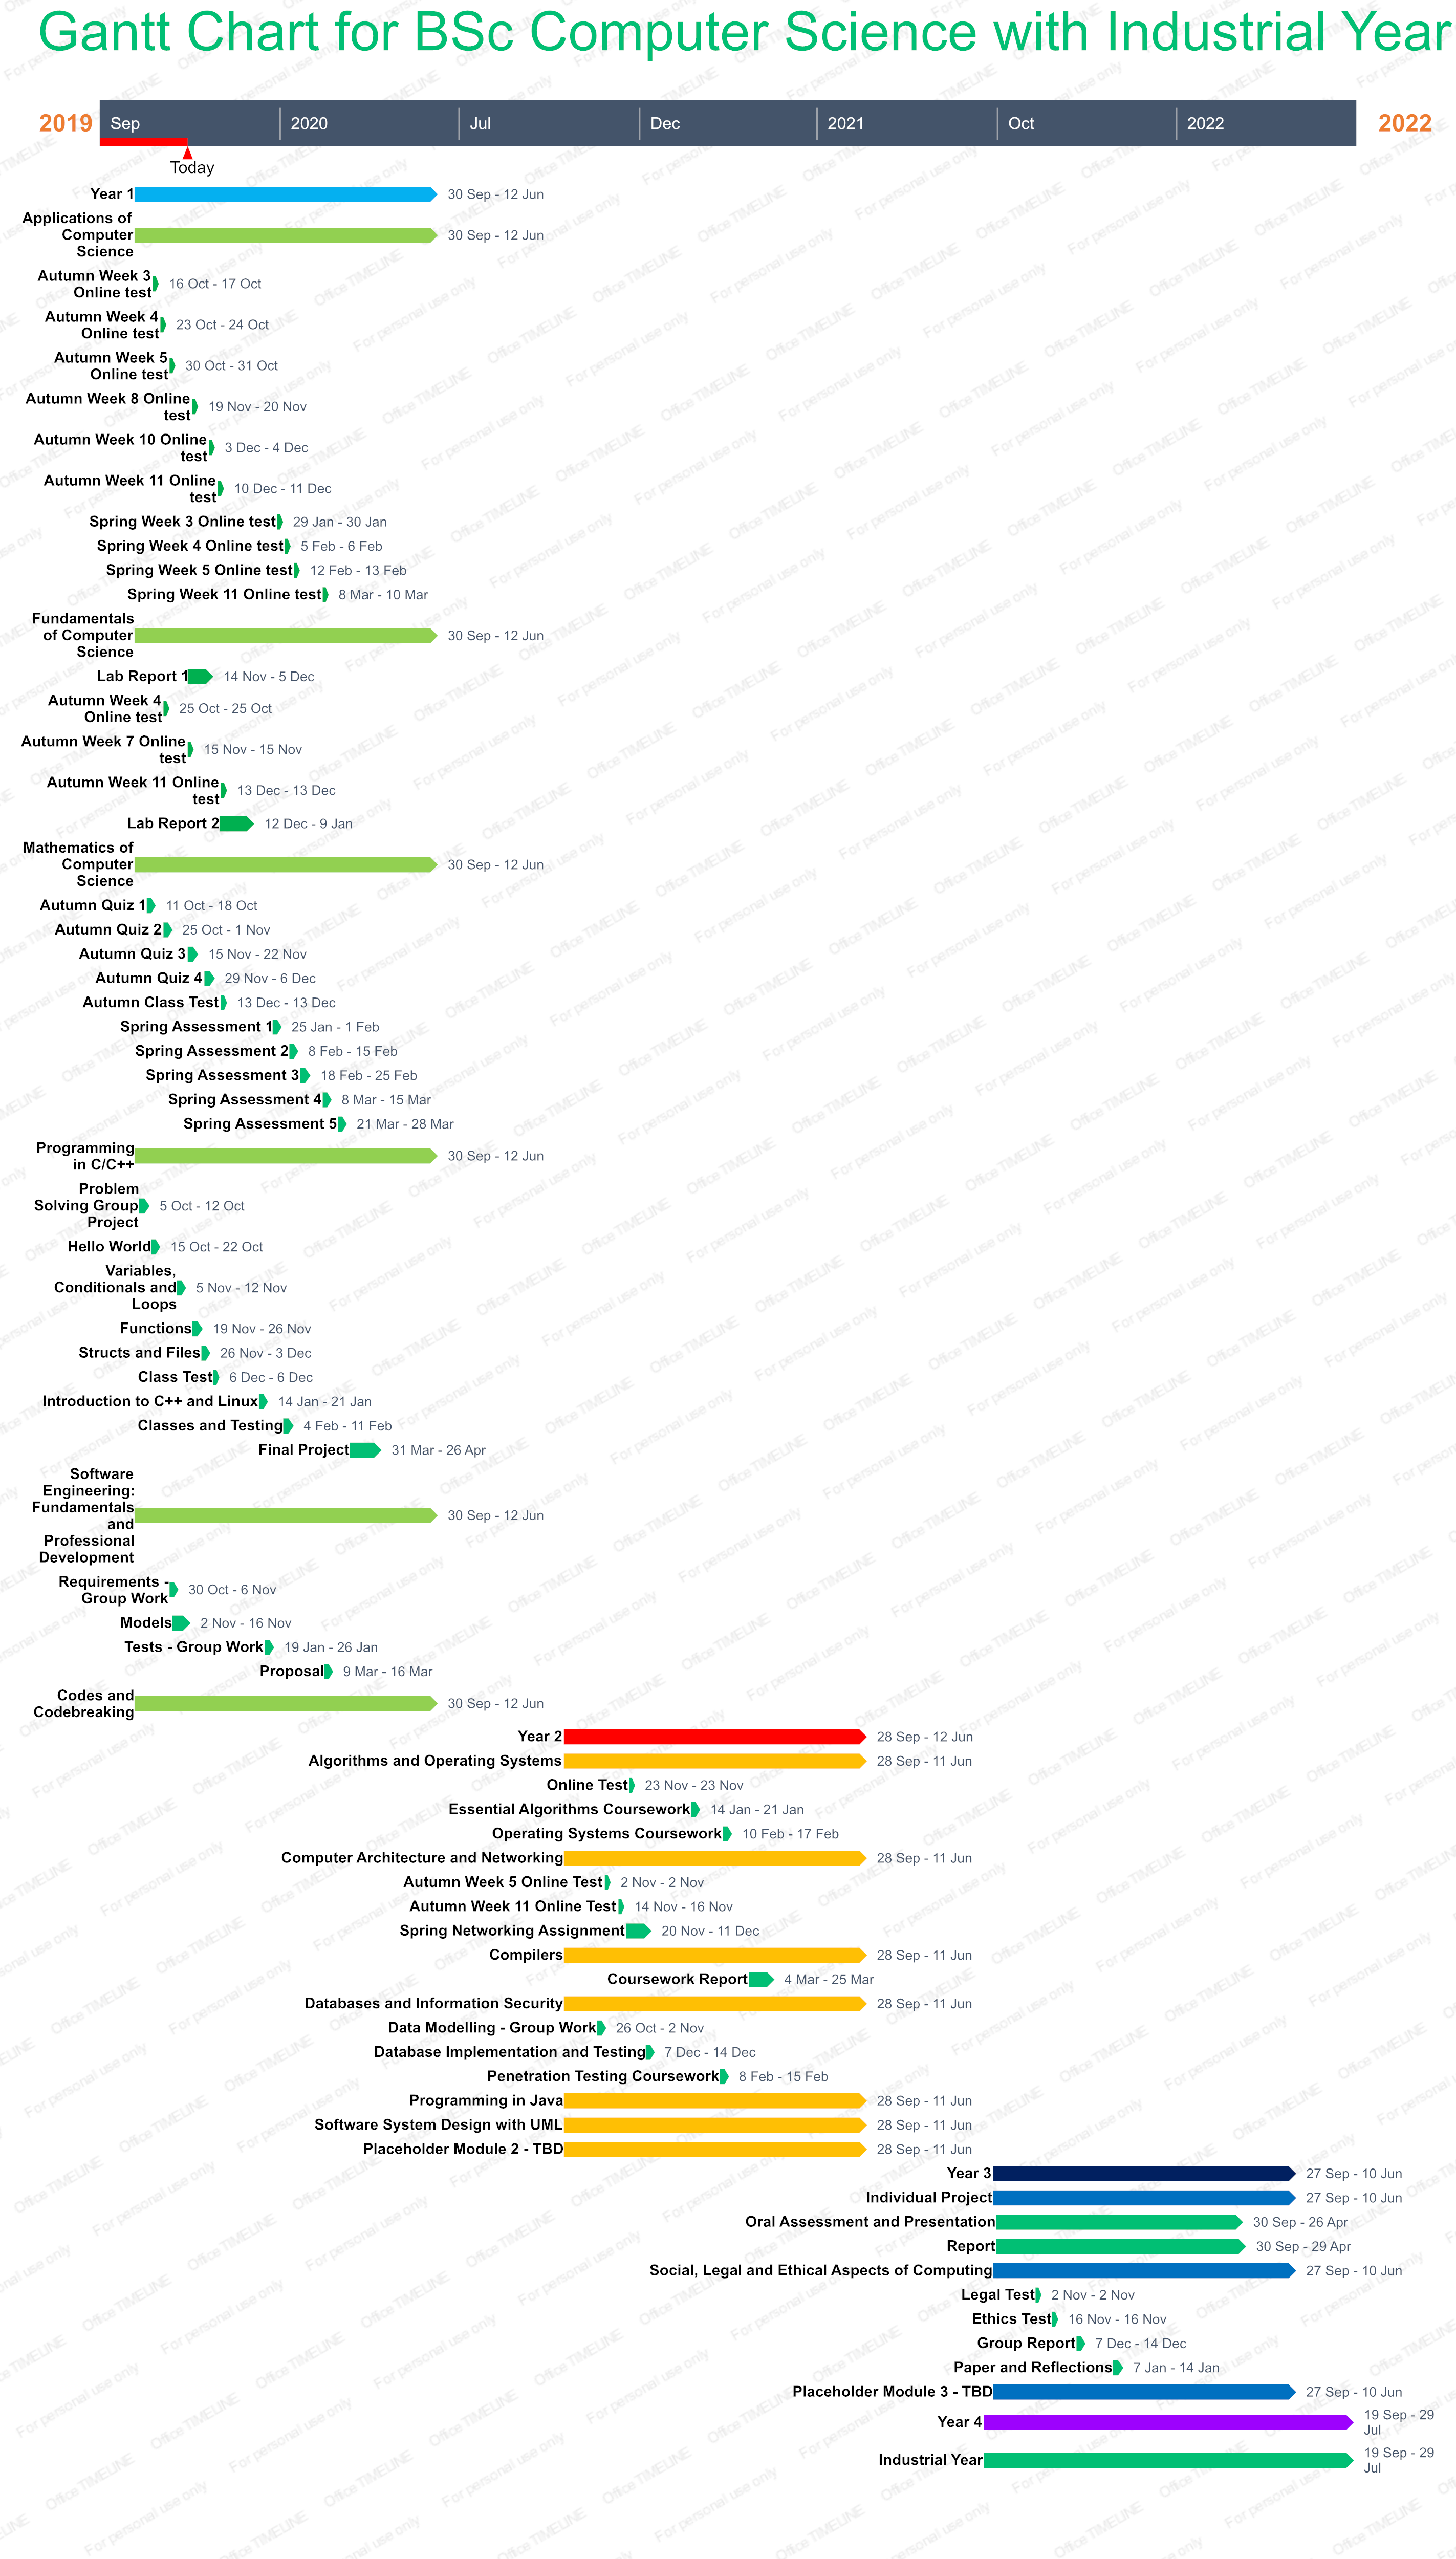 Gantt Chart for BSc Computer Science with Industrial Year
2019 Sep 2020 Jul Dec 2021 Oct 2022 2022
Today
Year 1 30 Sep - 12 Jun
Applications of
Computer 30 Sep - 12 Jun
Science
Autumn Week 3
Online test 16 Oct - 17 Oct
Autumn Week 4
Online test 23 Oct - 24 Oct
Autumn Week 5
Online test 30 Oct - 31 Oct
Autumn Week 8 Online
test 19 Nov - 20 Nov
Autumn Week 10 Online
test 3 Dec - 4 Dec
Autumn Week 11 Online
test 10 Dec - 11 Dec
Spring Week 3 Online test 29 Jan - 30 Jan
Spring Week 4 Online test 5 Feb - 6 Feb
Spring Week 5 Online test 12 Feb - 13 Feb
Spring Week 11 Online test 8 Mar - 10 Mar
Fundamentals
of Computer 30 Sep - 12 Jun
Science
Lab Report 1 14 Nov - 5 Dec
Autumn Week 4
Online test 25 Oct - 25 Oct
Autumn Week 7 Online
test 15 Nov - 15 Nov
Autumn Week 11 Online
test 13 Dec - 13 Dec
Lab Report 2 12 Dec - 9 Jan
Mathematics of
Computer 30 Sep - 12 Jun
Science
Autumn Quiz 1 11 Oct - 18 Oct
Autumn Quiz 2 25 Oct - 1 Nov
Autumn Quiz 3 15 Nov - 22 Nov
Autumn Quiz 4 29 Nov - 6 Dec
Autumn Class Test 13 Dec - 13 Dec
Spring Assessment 1 25 Jan - 1 Feb
Spring Assessment 2 8 Feb - 15 Feb
Spring Assessment 3 18 Feb - 25 Feb
Spring Assessment 4 8 Mar - 15 Mar
Spring Assessment 5 21 Mar - 28 Mar
Programming
in C/C++ 30 Sep - 12 Jun
Problem
Solving Group 5 Oct - 12 Oct
Project
Hello World 15 Oct - 22 Oct
Variables,
Conditionals and 5 Nov - 12 Nov
Loops
Functions 19 Nov - 26 Nov
Structs and Files 26 Nov - 3 Dec
Class Test 6 Dec - 6 Dec
Introduction to C++ and Linux 14 Jan - 21 Jan
Classes and Testing 4 Feb - 11 Feb
Final Project 31 Mar - 26 Apr
Software
Engineering:
Fundamentals 30 Sep - 12 Jun
and
Professional
Development
Requirements -
Group Work 30 Oct - 6 Nov
Models 2 Nov - 16 Nov
Tests - Group Work 19 Jan - 26 Jan
Proposal 9 Mar - 16 Mar
Codes and
Codebreaking 30 Sep - 12 Jun
Year 2 28 Sep - 12 Jun
Algorithms and Operating Systems 28 Sep - 11 Jun
Online Test 23 Nov - 23 Nov
Essential Algorithms Coursework 14 Jan - 21 Jan
Operating Systems Coursework 10 Feb - 17 Feb
Computer Architecture and Networking 28 Sep - 11 Jun
Autumn Week 5 Online Test 2 Nov - 2 Nov
Autumn Week 11 Online Test 14 Nov - 16 Nov
Spring Networking Assignment 20 Nov - 11 Dec
Compilers 28 Sep - 11 Jun
Coursework Report 4 Mar - 25 Mar
Databases and Information Security 28 Sep - 11 Jun
Data Modelling - Group Work 26 Oct - 2 Nov
Database Implementation and Testing 7 Dec - 14 Dec
Penetration Testing Coursework 8 Feb - 15 Feb
Programming in Java 28 Sep - 11 Jun
Software System Design with UML 28 Sep - 11 Jun
Placeholder Module 2 - TBD 28 Sep - 11 Jun
Year 3 27 Sep - 10 Jun
Individual Project 27 Sep - 10 Jun
Oral Assessment and Presentation 30 Sep - 26 Apr
Report 30 Sep - 29 Apr
Social, Legal and Ethical Aspects of Computing 27 Sep - 10 Jun
Legal Test 2 Nov - 2 Nov
Ethics Test 16 Nov - 16 Nov
Group Report 7 Dec - 14 Dec
Paper and Reflections 7 Jan - 14 Jan
Placeholder Module 3 - TBD 27 Sep - 10 Jun
Year 4 19 Sep - 29
Jul
Industrial Year 19 Sep - 29
Jul
For personal use only Office TIMELINE